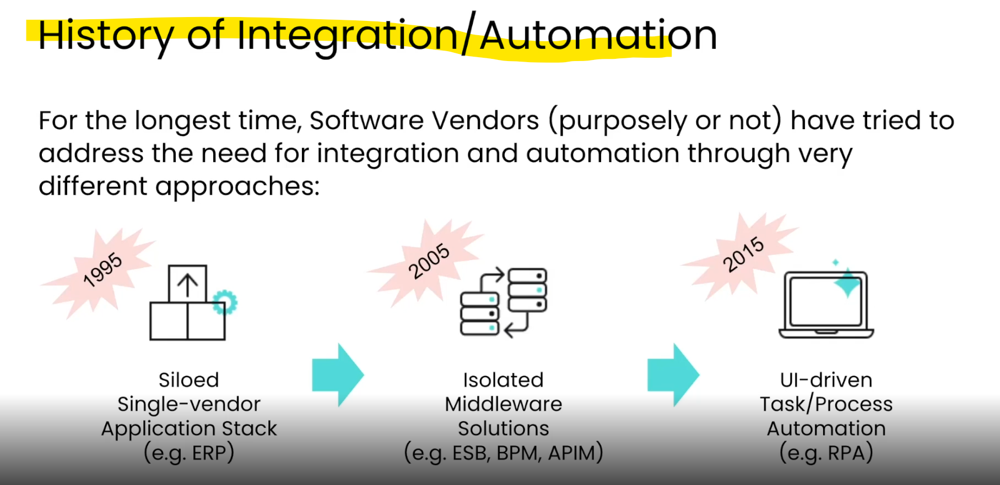 History of Integration/Automation
For the longest time, Software Vendors (purposely or not) have tried to
address the need for integration and automation through very
different approaches:
1995
Siloed
Single-vendor
Application Stack
(e.g. ERP)
2005
Isolated
Middleware
Solutions
(e.g. ESB, BPM, APIM)
2015
UI-driven
Task/Process
Automation
(e.g. RPA)